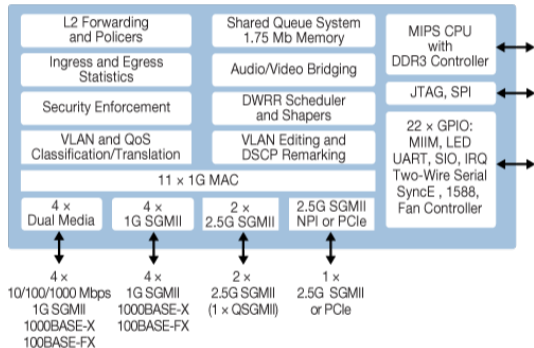 L2 Forwarding
and Policers
Shared Queue System
1.75 Mb Memory
MIPS CPU
with
DDR3 Controller
Ingress and Egress
Statistics
Audio/Video Bridging
JTAG, SPI
Security Enforcement
DWRR Scheduler
and Shapers
VLAN and QoS
Classification/Translation
VLAN Editing and
DSCP Remarking
22 × GPIO:
MIIM, LED
UART, SIO, IRQ
Two-Wire Serial
SyncE , 1588,
Fan Controller
11 × 1G MAC
4 ×
Dual Media
4 ×
1G SGMII
2 ×
2.5G SGMII
2.5G SGMII
NPI or PCIe
4 ×
10/100/1000 Mbps
1G SGMII
1000BASE-X
100BASE-FX
4 ×
1G SGMII
1000BASE-X
100BASE-FX
2 ×
2.5G SGMII
(1 × QSGMII)
1 ×
2.5G SGMII
or PCIe